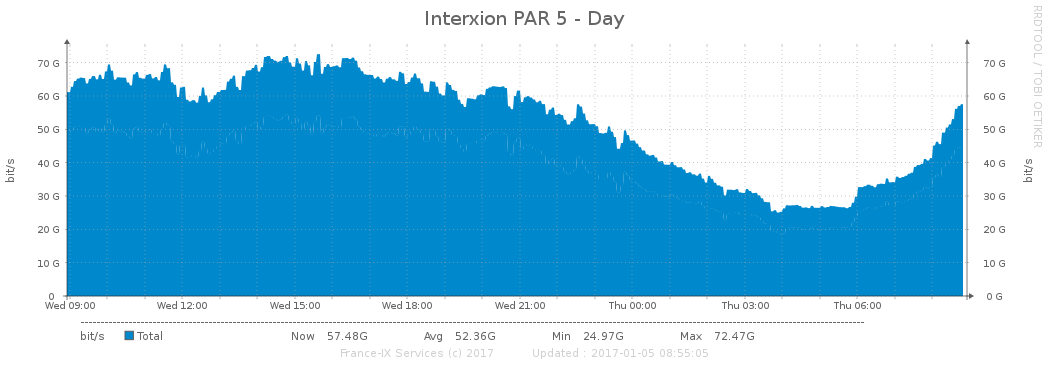 Interxion PAR 5 - Day
RRDTOOL / TOBI OETIKER
bit/s
bit/s
70 G
70 G
60 G
60 G
50 G
50 G
40 G
40 G
30 G
30 G
20 G
20 G
10 G
10 G
0
0 G
Wed 09:00 Wed 12:00 Wed 15:00 Wed 18:00 Wed 21:00 Thu 00:00 Thu 03:00 Thu 06:00
bit/s Total Now 57.48G Avg 52.36G Min 24.97G Max 72.47G
France-IX Services (c) 2017 Updated : 2017-01-05 08:55:05